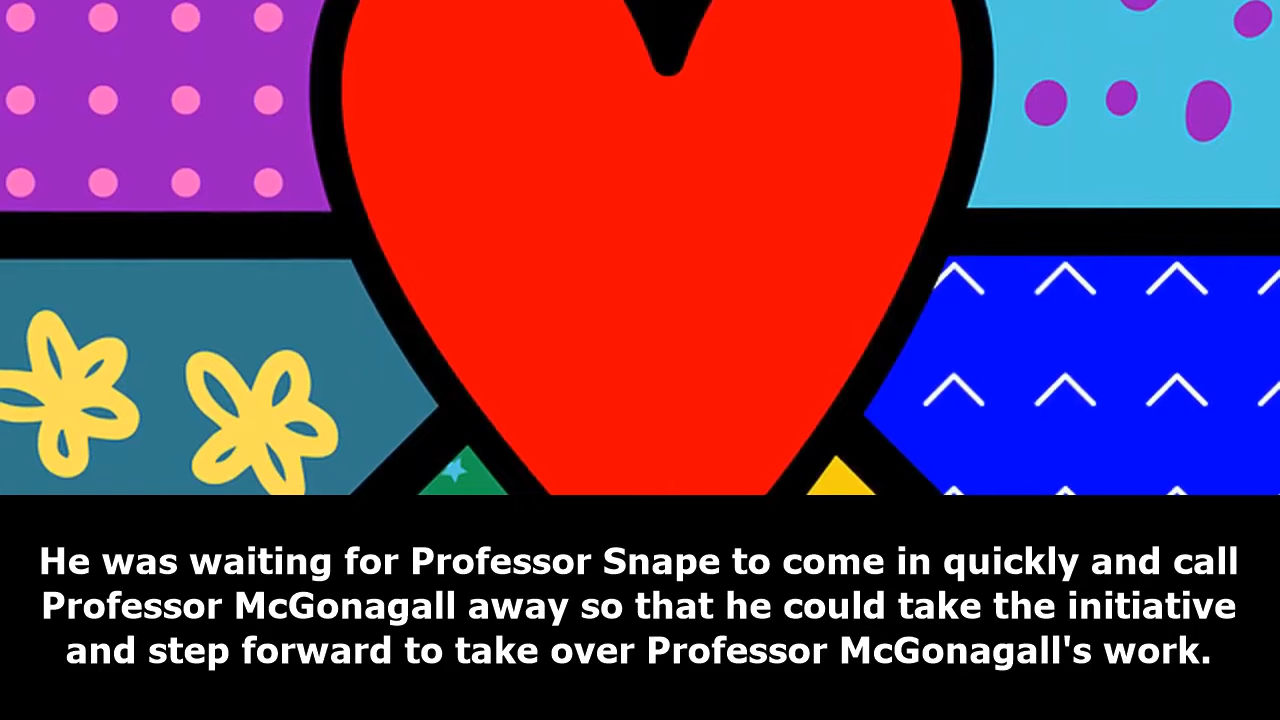 He was waiting for Professor Snape to come in quickly and call
Professor McGonagall away so that he could take the initiative
and step forward to take over Professor McGonagall's work.